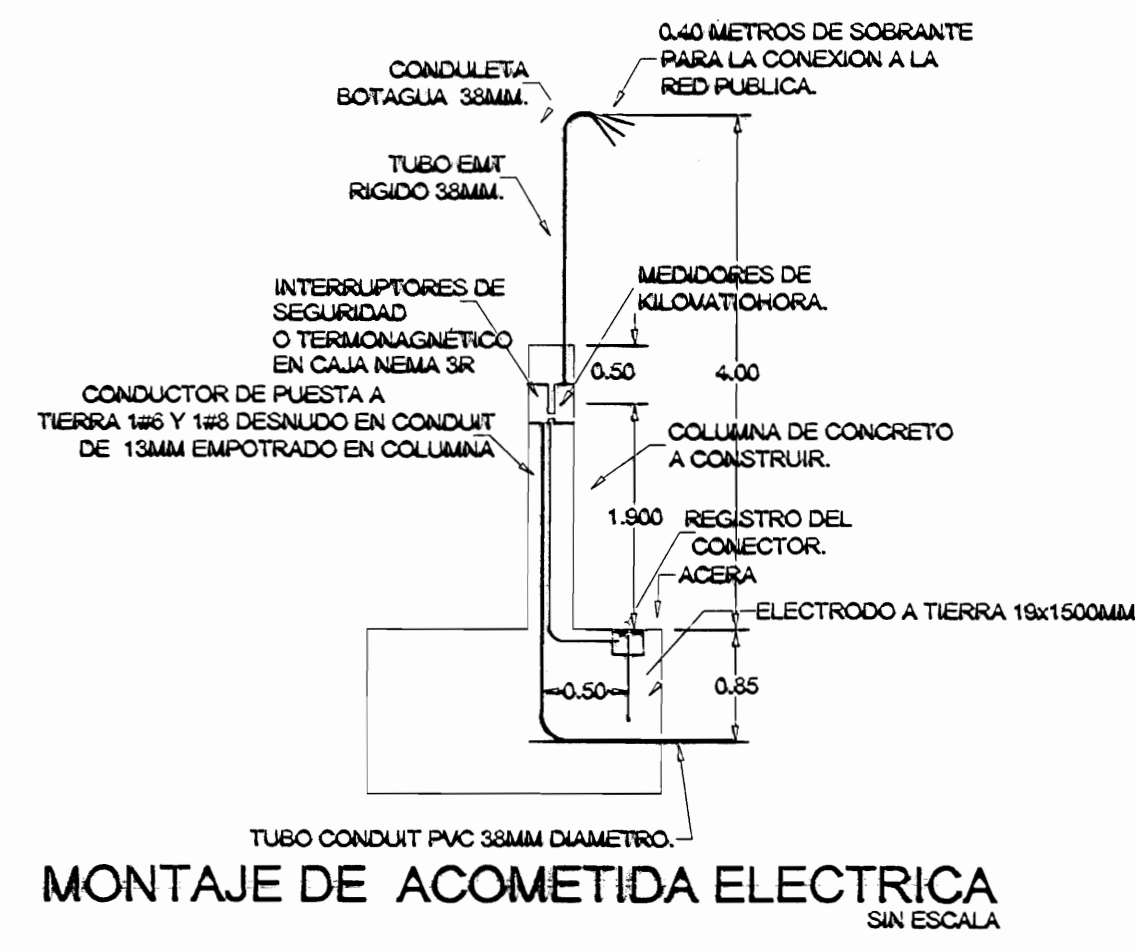 0.40 METROS DE SOBRANTE
PARA LA CONEXION A LA
RED PUBLICA.
CONDULETA
BOTAGUA 38MM.
TUBO EMT
RIGIDO 38MM.
INTERRUPTORES DE
SEGURIDAD
O TERMONAGNÉTICO
EN CAJA NEMA 3R
MEDIDORES DE
KILOVATIOHORA.
0.50
4.00
CONDUCTOR DE PUESTA A
TIERRA 1#6 Y 1#8 DESNUDO EN CONDUIT
DE 13MM EMPOTRADO EN COLUMNA
COLUMNA DE CONCRETO
A CONSTRUIR.
1.900
REGISTRO DEL
CONECTOR.
ACERA
ELECTRODO A TIERRA 19x1500MM
0.50
0.85
TUBO CONDUIT PVC 38MM DIAMETRO.
MONTAJE DE ACOMETIDA ELECTRICA
SIN ESCALA